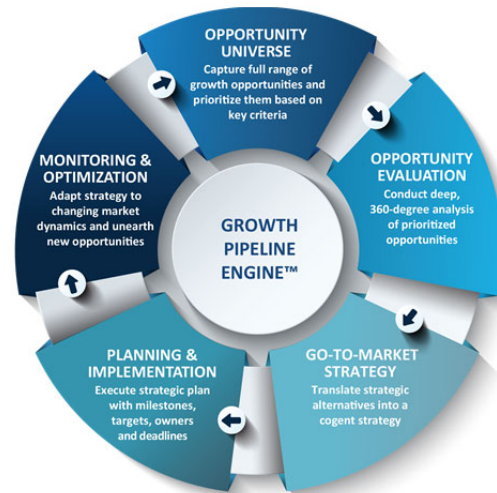 OPPORTUNITY
UNIVERSE
Capture full range of
growth opportunities and
prioritize them based on
key criteria
OPPORTUNITY
EVALUATION
Conduct deep,
360-degree analysis
of prioritized
opportunities
GO-TO-MARKET
STRATEGY
Translate strategic
alternatives into a
cogent strategy
PLANNING &
IMPLEMENTATION
Execute strategic plan
with milestones,
targets, owners
and deadlines
MONITORING &
OPTIMIZATION
Adapt strategy to
changing market
dynamics and unearth
new opportunities
GROWTH
PIPELINE
ENGINE™